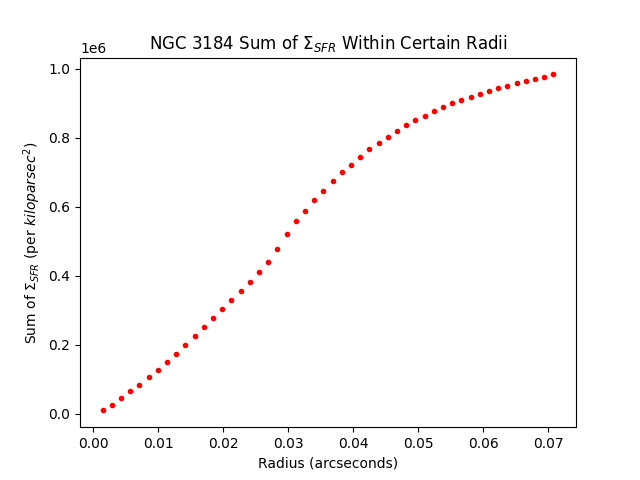 NGC 3184 Sum of Σ_SFR Within Certain Radii
1e6
1.0
0.8
0.6
0.4
0.2
0.0
Sum of Σ_SFR (per kiloparsec²)
0.00 0.01 0.02 0.03 0.04 0.05 0.06 0.07
Radius (arcseconds)